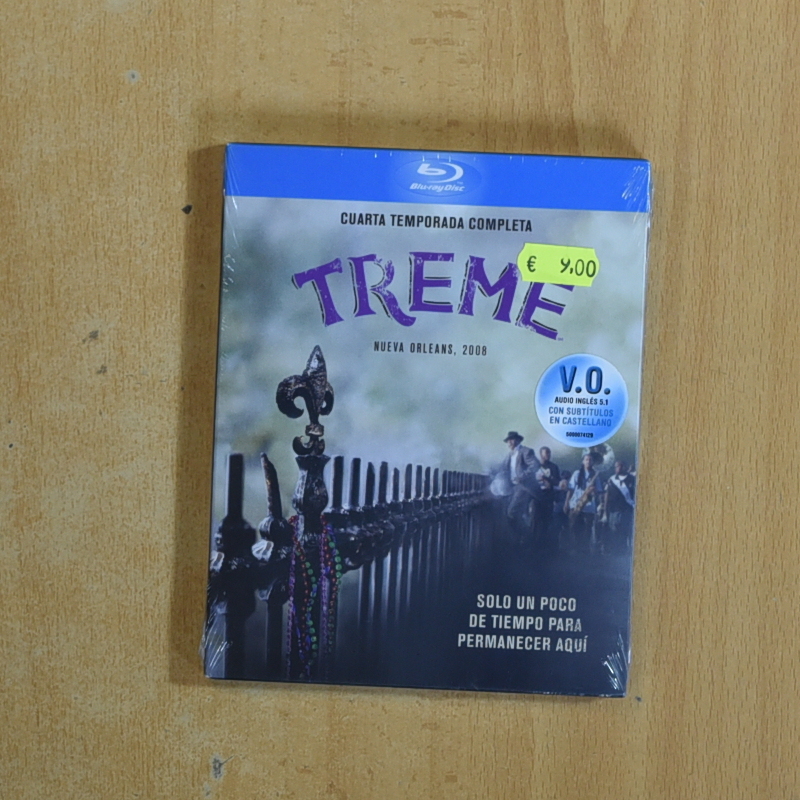 Blu-ray Disc
CUARTA TEMPORADA COMPLETA
TREME
€ 9,00
NUEVA ORLEANS, 2008
V.O.
AUDIO INGLÉS 5.1
CON SUBTÍTULOS
EN CASTELLANO
SOLO UN POCO
DE TIEMPO PARA
PERMANECER AQUÍ